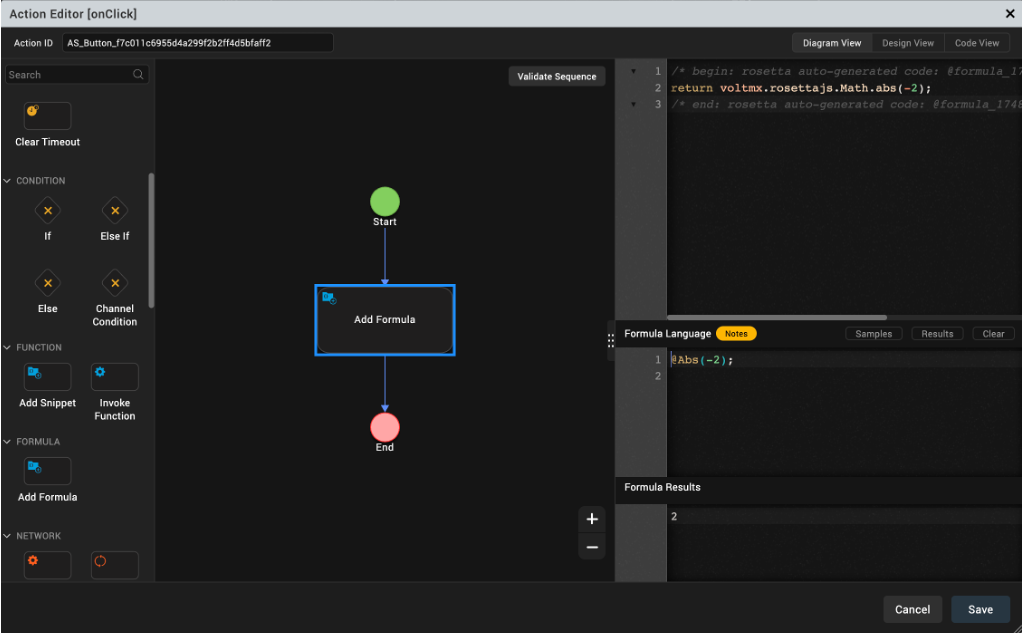 Action Editor [onClick]
Action ID
AS_Button_f7c011c6955d4a299f2b2ff4d5bfaff2
Diagram View
Design View
Code View
Search
Clear Timeout
CONDITION
If
Else If
Else
Channel
Condition
FUNCTION
Add Snippet
Invoke
Function
FORMULA
Add Formula
NETWORK
Validate Sequence
Start
Add Formula
End
+
−
1 /* begin: rosetta auto-generated code: @formula_17
2 return voltmx.rosettajs.Math.abs(-2);
3 /* end: rosetta auto-generated code: @formula_1748
Formula Language
Notes
Samples
Results
Clear
1 @Abs(-2);
2
Formula Results
2
Cancel
Save